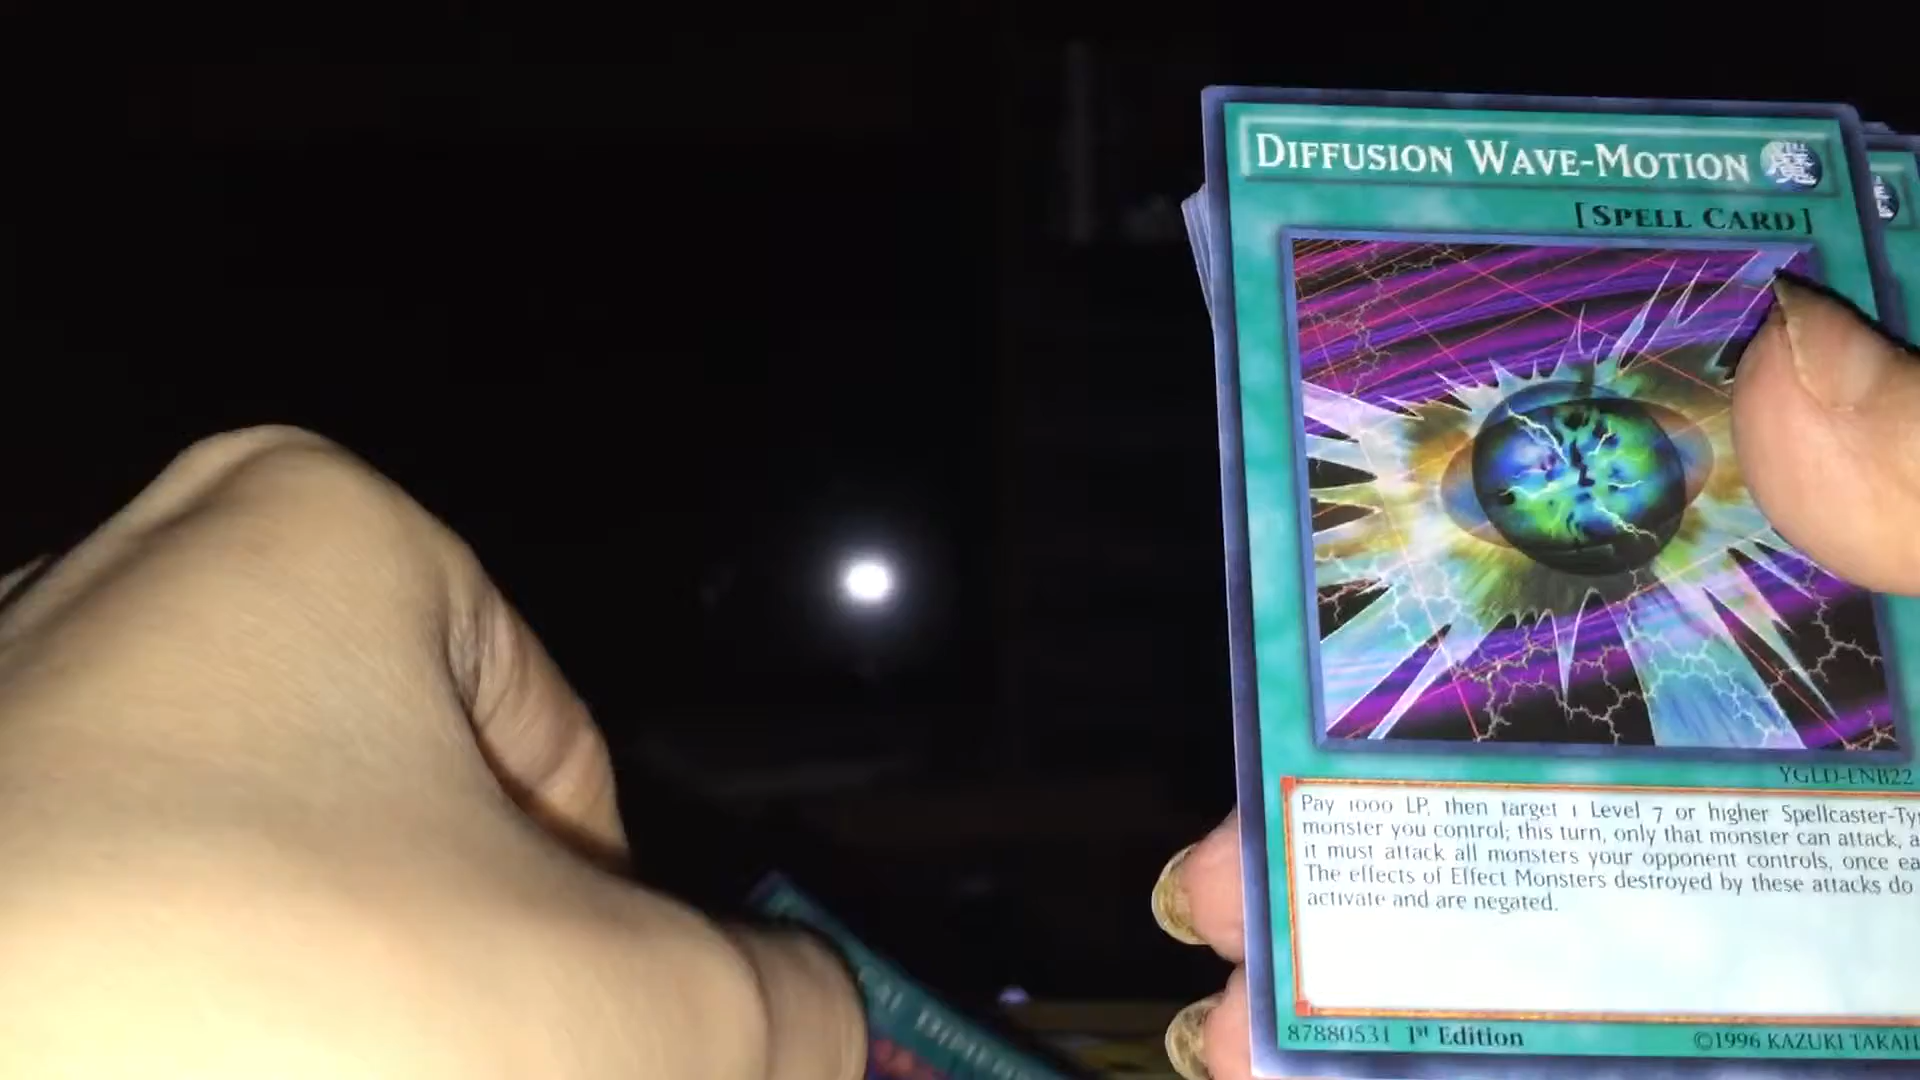 DIFFUSION WAVE-MOTION 魔
[SPELL CARD]
YGLD-ENB22
Pay 1000 LP, then target 1 Level 7 or higher Spellcaster-Ty
monster you control; this turn, only that monster can attack, a
it must attack all monsters your opponent controls, once ea
The effects of Effect Monsters destroyed by these attacks do
activate and are negated.
87880531 1st Edition ©1996 KAZUKI TAKAH